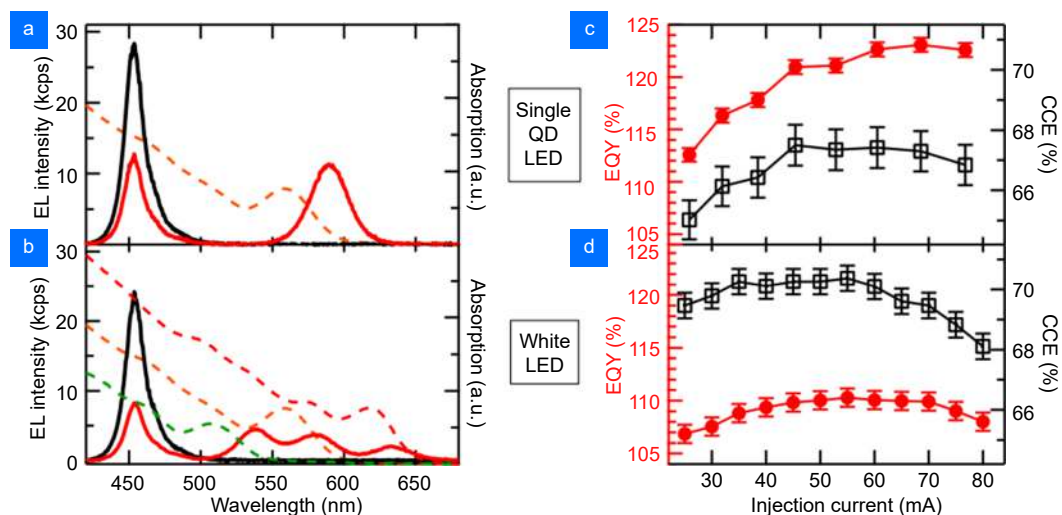 a
30
20
10
0
EL intensity (kcps)
Absorption (a.u.)
b
30
20
10
0
EL intensity (kcps)
Absorption (a.u.)
450 500 550 600 650
Wavelength (nm)
Single
QD
LED
White
LED
c
125
120
115
110
105
EQY (%)
70
68
66
CCE (%)
d
125
120
115
110
105
EQY (%)
70
68
66
CCE (%)
30 40 50 60 70 80
Injection current (mA)